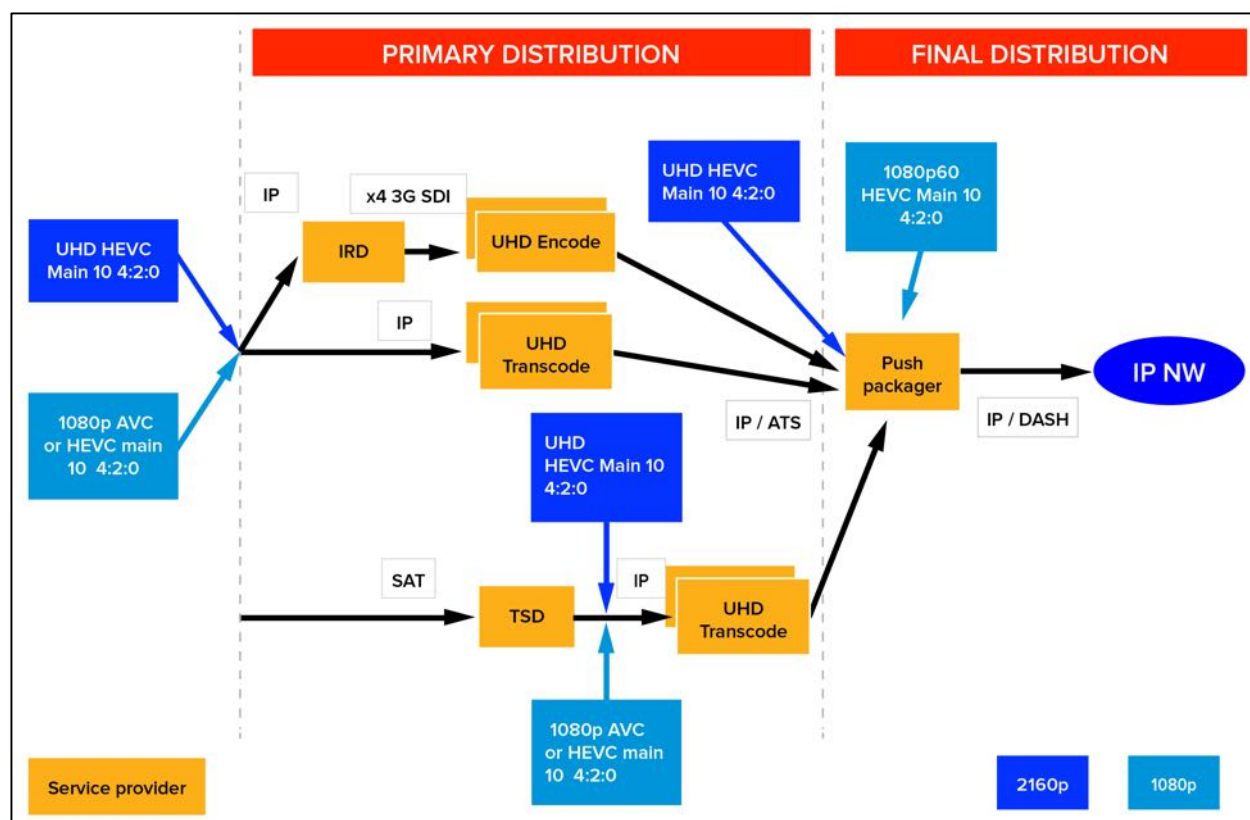 PRIMARY DISTRIBUTION
FINAL DISTRIBUTION
IP
x4 3G SDI
UHD HEVC
Main 10 4:2:0
1080p60
HEVC Main 10
4:2:0
UHD HEVC
Main 10 4:2:0
IRD
UHD Encode
IP
UHD
Transcode
Push
packager
IP NW
1080p AVC
or HEVC main
10 4:2:0
IP / ATS
IP / DASH
UHD
HEVC Main 10
4:2:0
SAT
IP
TSD
UHD
Transcode
1080p AVC
or HEVC main
10 4:2:0
Service provider
2160p
1080p